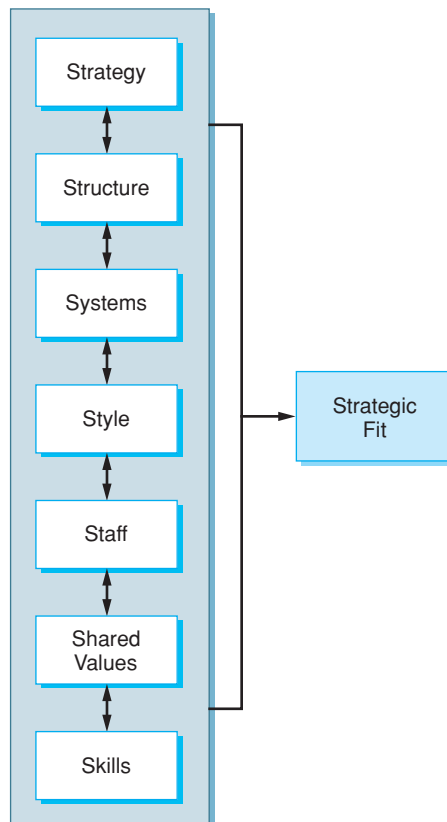 Strategy
Structure
Systems
Style
Staff
Shared
Values
Skills
Strategic
Fit